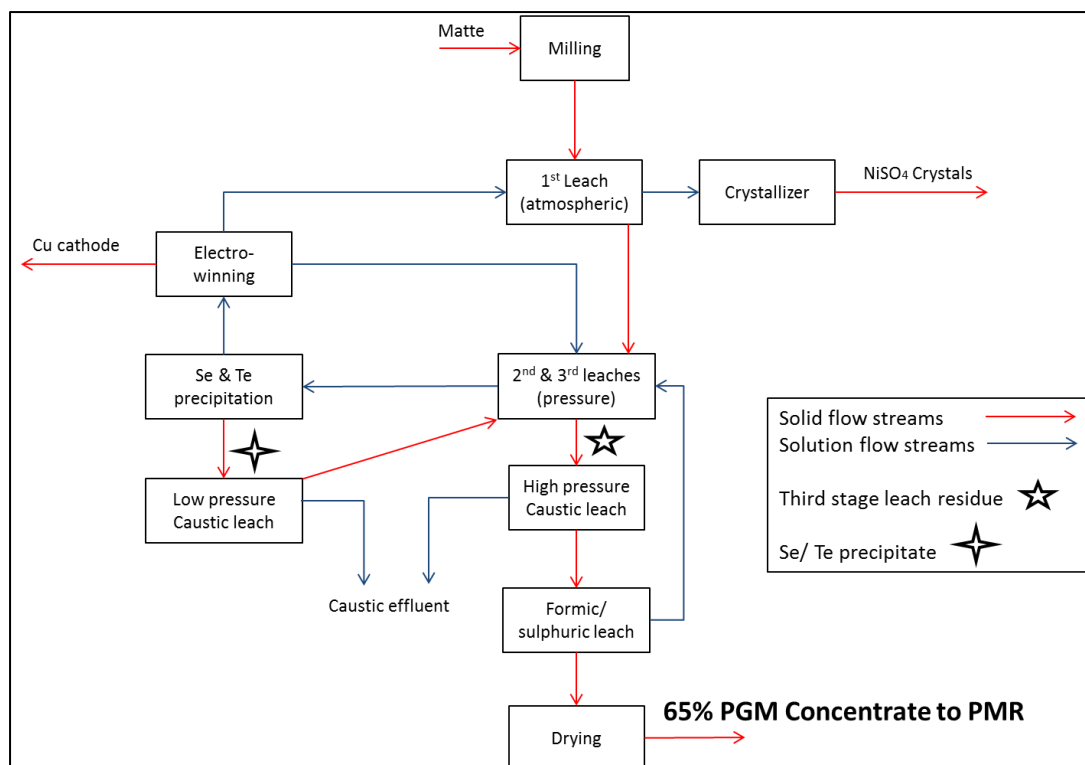 Matte
Milling
1st Leach
(atmospheric)
Crystallizer
NiSO4 Crystals
Cu cathode
Electro-
winning
Se & Te
precipitation
2nd & 3rd leaches
(pressure)
Low pressure
Caustic leach
High pressure
Caustic leach
Caustic effluent
Formic/
sulphuric leach
Drying
65% PGM Concentrate to PMR
Solid flow streams
Solution flow streams
Third stage leach residue
Se/ Te precipitate